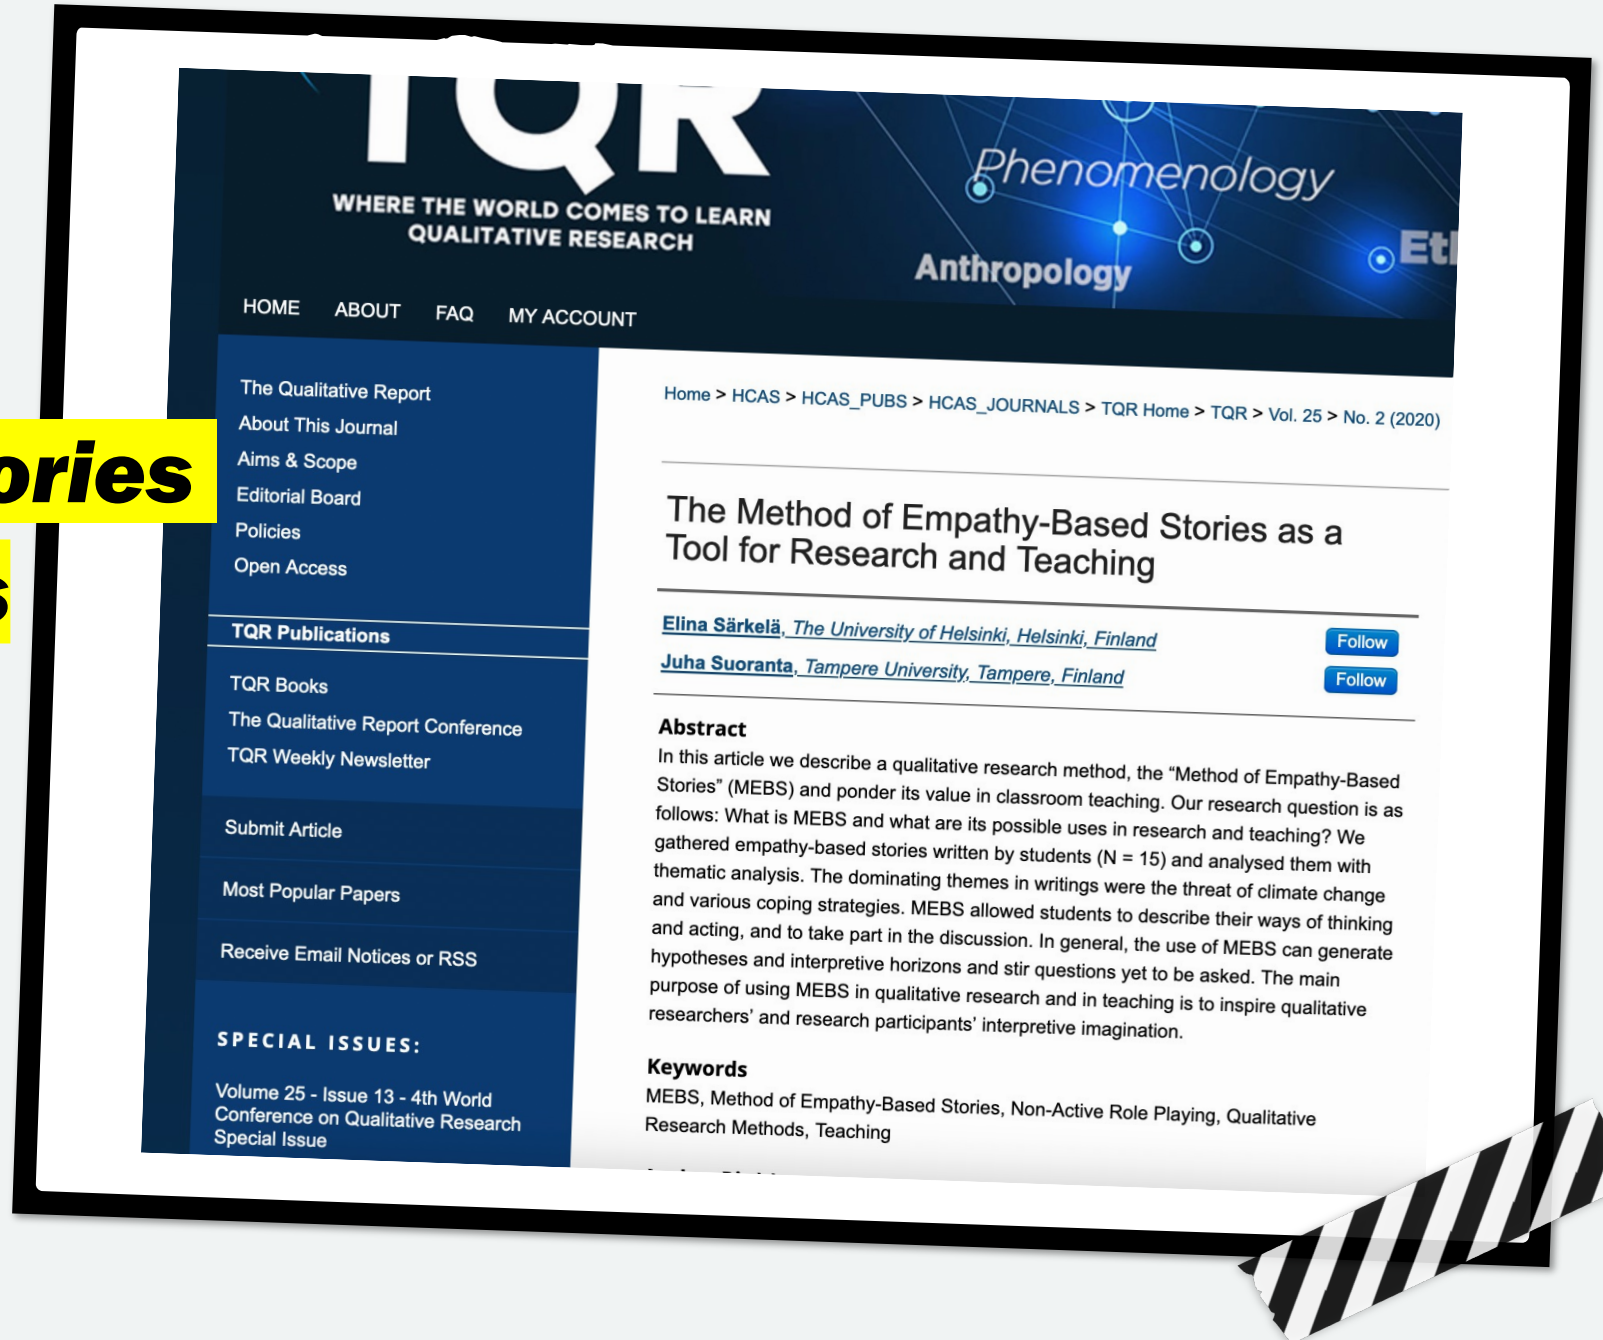 TQR
WHERE THE WORLD COMES TO LEARN
QUALITATIVE RESEARCH
Phenomenology
Anthropology
HOME ABOUT FAQ MY ACCOUNT
The Qualitative Report
About This Journal
Aims & Scope
Editorial Board
Policies
Open Access
TQR Publications
TQR Books
The Qualitative Report Conference
TQR Weekly Newsletter
Submit Article
Most Popular Papers
Receive Email Notices or RSS
SPECIAL ISSUES:
Volume 25 - Issue 13 - 4th World
Conference on Qualitative Research
Special Issue
Home > HCAS > HCAS_PUBS > HCAS_JOURNALS > TQR Home > TQR > Vol. 25 > No. 2 (2020)
The Method of Empathy-Based Stories as a
Tool for Research and Teaching
Elina Särkelä, The University of Helsinki, Helsinki, Finland
Follow
Juha Suoranta, Tampere University, Tampere, Finland
Follow
Abstract
In this article we describe a qualitative research method, the “Method of Empathy-Based
Stories” (MEBS) and ponder its value in classroom teaching. Our research question is as
follows: What is MEBS and what are its possible uses in research and teaching? We
gathered empathy-based stories written by students (N = 15) and analysed them with
thematic analysis. The dominating themes in writings were the threat of climate change
and various coping strategies. MEBS allowed students to describe their ways of thinking
and acting, and to take part in the discussion. In general, the use of MEBS can generate
hypotheses and interpretive horizons and stir questions yet to be asked. The main
purpose of using MEBS in qualitative research and in teaching is to inspire qualitative
researchers’ and research participants’ interpretive imagination.
Keywords
MEBS, Method of Empathy-Based Stories, Non-Active Role Playing, Qualitative
Research Methods, Teaching